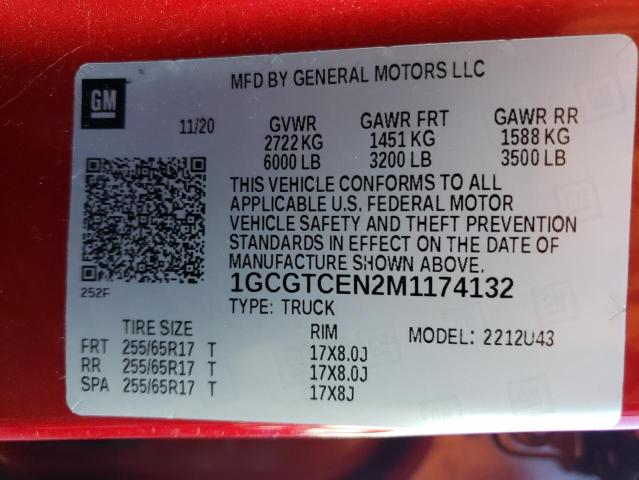 MFD BY GENERAL MOTORS LLC
GM
11/20 GVWR GAWR FRT GAWR RR
2722 KG 1451 KG 1588 KG
6000 LB 3200 LB 3500 LB
THIS VEHICLE CONFORMS TO ALL
APPLICABLE U.S. FEDERAL MOTOR
VEHICLE SAFETY AND THEFT PREVENTION
STANDARDS IN EFFECT ON THE DATE OF
MANUFACTURE SHOWN ABOVE.
252F
1GCGTCEN2M1174132
TYPE: TRUCK
TIRE SIZE RIM MODEL: 2212U43
FRT 255/65R17 T 17X8.0J
RR 255/65R17 T 17X8.0J
SPA 255/65R17 T 17X8J